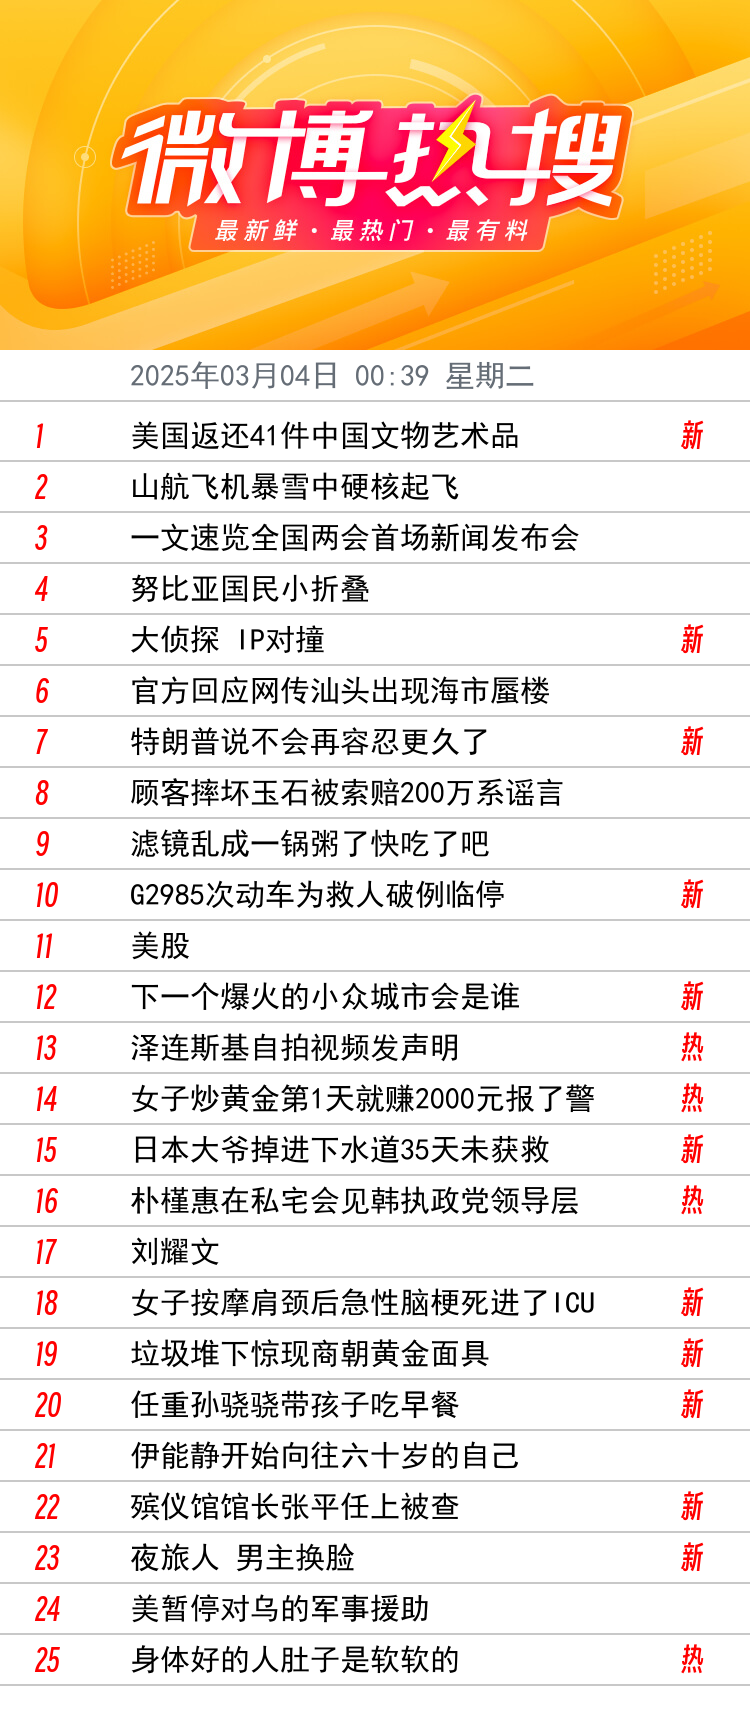 微博热搜
最新鲜·最热门·最有料
2025年03月04日 00:39 星期二
1 美国返还41件中国文物艺术品 新
2 山航飞机暴雪中硬核起飞
3 一文速览全国两会首场新闻发布会
4 努比亚国民小折叠
5 大侦探 IP对撞 新
6 官方回应网传汕头出现海市蜃楼
7 特朗普说不会再容忍更久了 新
8 顾客摔坏玉石被索赔200万系谣言
9 滤镜乱成一锅粥了快吃了吧
10 G2985次动车为救人破例临停 新
11 美股
12 下一个爆火的小众城市会是谁 新
13 泽连斯基自拍视频发声明 热
14 女子炒黄金第1天就赚2000元报了警 热
15 日本大爷掉进下水道35天未获救 新
16 朴槿惠在私宅会见韩执政党领导层 热
17 刘耀文
18 女子按摩肩颈后急性脑梗死进了ICU 新
19 垃圾堆下惊现商朝黄金面具 新
20 任重孙骁骁带孩子吃早餐 新
21 伊能静开始向往六十岁的自己
22 殡仪馆馆长张平任上被查 新
23 夜旅人 男主换脸 新
24 美暂停对乌的军事援助
25 身体好的人肚子是软软的 热